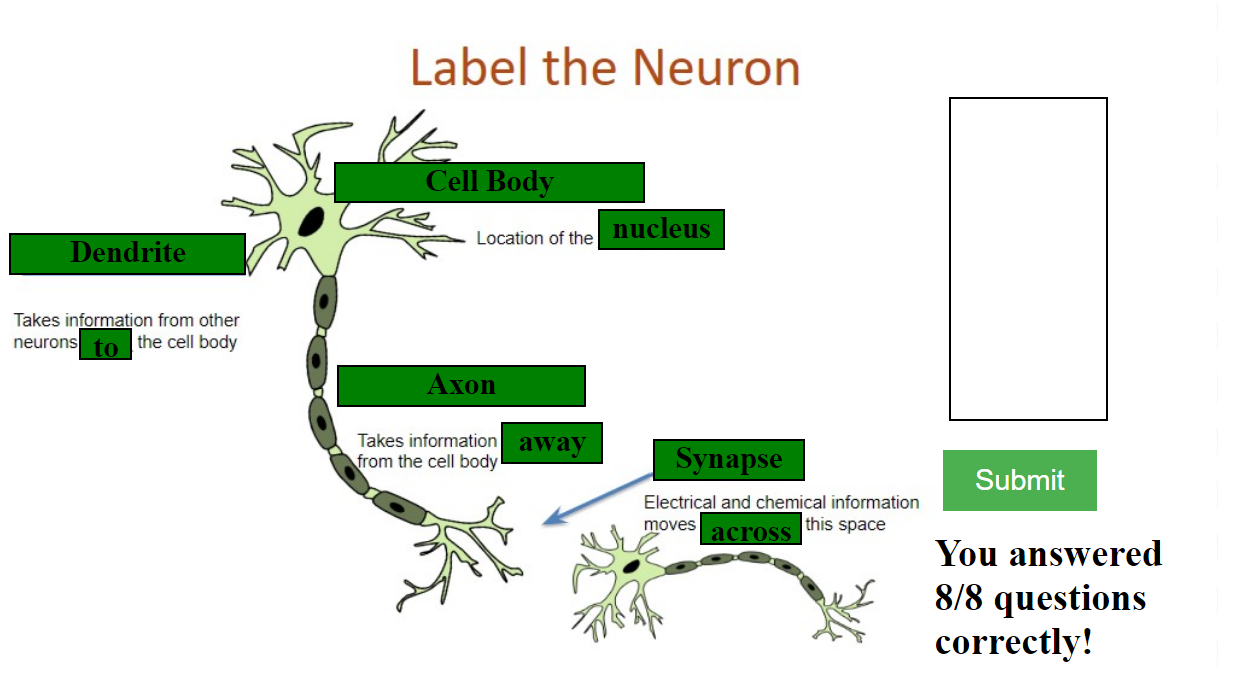 Label the Neuron
Cell Body
Location of the nucleus
Dendrite
Takes information from other
neurons to the cell body
Axon
Takes information away
from the cell body
Synapse
Electrical and chemical information
moves across this space
Submit
You answered
8/8 questions
correctly!